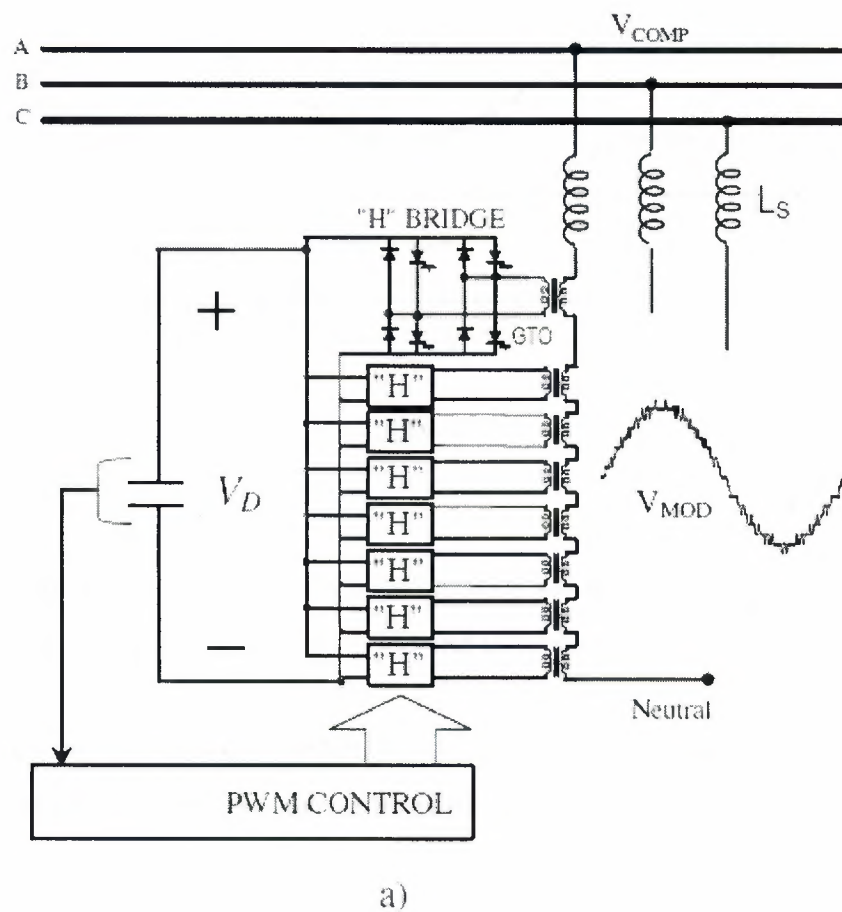 V_COMP
A
B
C
L_S
"H" BRIDGE
+
GTO
"H"
"H"
"H"
V_D
V_MOD
"H"
"H"
"H"
−
"H"
Neutral
PWM CONTROL
a)